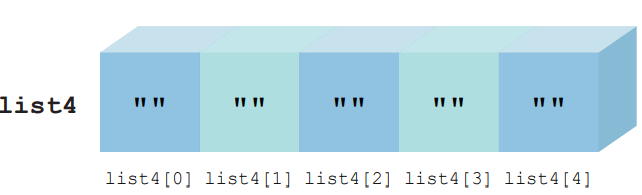 list4 "" "" "" "" ""
list4[0] list4[1] list4[2] list4[3] list4[4]